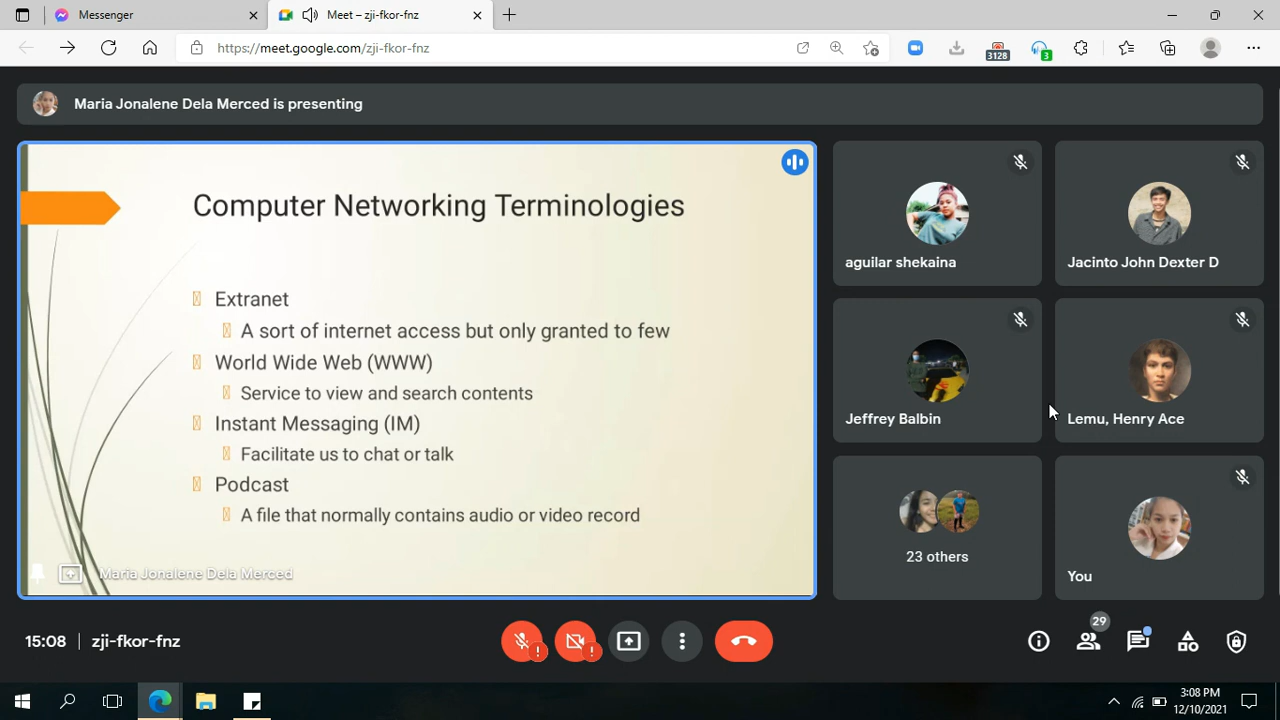 Messenger
Meet – zji-fkor-fnz
https://meet.google.com/zji-fkor-fnz
3128
3
Maria Jonalene Dela Merced is presenting
Computer Networking Terminologies
Extranet
A sort of internet access but only granted to few
World Wide Web (WWW)
Service to view and search contents
Instant Messaging (IM)
Facilitate us to chat or talk
Podcast
A file that normally contains audio or video record
Maria Jonalene Dela Merced
aguilar shekaina
Jacinto John Dexter D
Jeffrey Balbin
Lemu, Henry Ace
23 others
You
15:08
zji-fkor-fnz
29
3:08 PM
12/10/2021